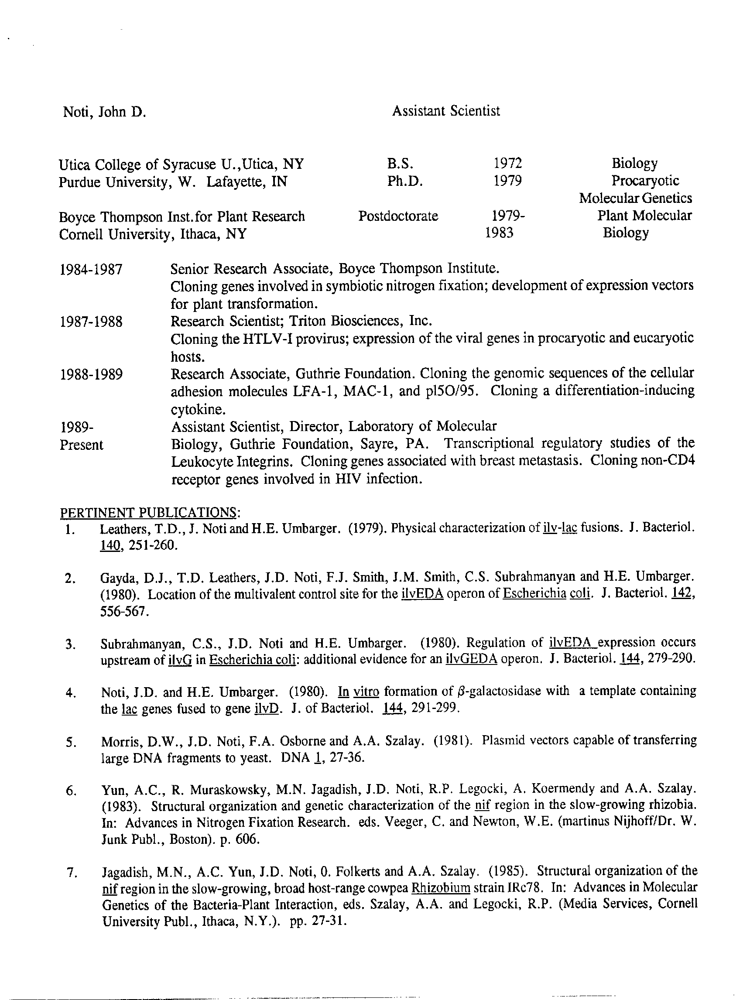 Noti, John D. Assistant Scientist
Utica College of Syracuse U.,Utica, NY B.S. 1972 Biology
Purdue University, W. Lafayette, IN Ph.D. 1979 Procaryotic
Molecular Genetics
Boyce Thompson Inst.for Plant Research Postdoctorate 1979- Plant Molecular
Cornell University, Ithaca, NY 1983 Biology
1984-1987 Senior Research Associate, Boyce Thompson Institute.
Cloning genes involved in symbiotic nitrogen fixation; development of expression vectors
for plant transformation.
1987-1988 Research Scientist; Triton Biosciences, Inc.
Cloning the HTLV-I provirus; expression of the viral genes in procaryotic and eucaryotic
hosts.
1988-1989 Research Associate, Guthrie Foundation. Cloning the genomic sequences of the cellular
adhesion molecules LFA-1, MAC-1, and pl5O/95. Cloning a differentiation-inducing
cytokine.
1989- Assistant Scientist, Director, Laboratory of Molecular
Present Biology, Guthrie Foundation, Sayre, PA. Transcriptional regulatory studies of the
Leukocyte Integrins. Cloning genes associated with breast metastasis. Cloning non-CD4
receptor genes involved in HIV infection.
PERTINENT PUBLICATIONS:
1. Leathers, T.D., J. Noti and H.E. Umbarger. (1979). Physical characterization of ilv-lac fusions. J. Bacteriol.
140, 251-260.
2. Gayda, D.J., T.D. Leathers, J.D. Noti, F.J. Smith, J.M. Smith, C.S. Subrahmanyan and H.E. Umbarger.
(1980). Location of the multivalent control site for the ilvEDA operon of Escherichia coli. J. Bacteriol. 142,
556-567.
3. Subrahmanyan, C.S., J.D. Noti and H.E. Umbarger. (1980). Regulation of ilvEDA expression occurs
upstream of ilvG in Escherichia coli: additional evidence for an ilvGEDA operon. J. Bacteriol. 144, 279-290.
4. Noti, J.D. and H.E. Umbarger. (1980). In vitro formation of β-galactosidase with a template containing
the lac genes fused to gene ilvD. J. of Bacteriol. 144, 291-299.
5. Morris, D.W., J.D. Noti, F.A. Osborne and A.A. Szalay. (1981). Plasmid vectors capable of transferring
large DNA fragments to yeast. DNA 1, 27-36.
6. Yun, A.C., R. Muraskowsky, M.N. Jagadish, J.D. Noti, R.P. Legocki, A. Koermendy and A.A. Szalay.
(1983). Structural organization and genetic characterization of the nif region in the slow-growing rhizobia.
In: Advances in Nitrogen Fixation Research. eds. Veeger, C. and Newton, W.E. (martinus Nijhoff/Dr. W.
Junk Publ., Boston). p. 606.
7. Jagadish, M.N., A.C. Yun, J.D. Noti, 0. Folkerts and A.A. Szalay. (1985). Structural organization of the
nif region in the slow-growing, broad host-range cowpea Rhizobium strain IRc78. In: Advances in Molecular
Genetics of the Bacteria-Plant Interaction, eds. Szalay, A.A. and Legocki, R.P. (Media Services, Cornell
University Publ., Ithaca, N.Y.). pp. 27-31.